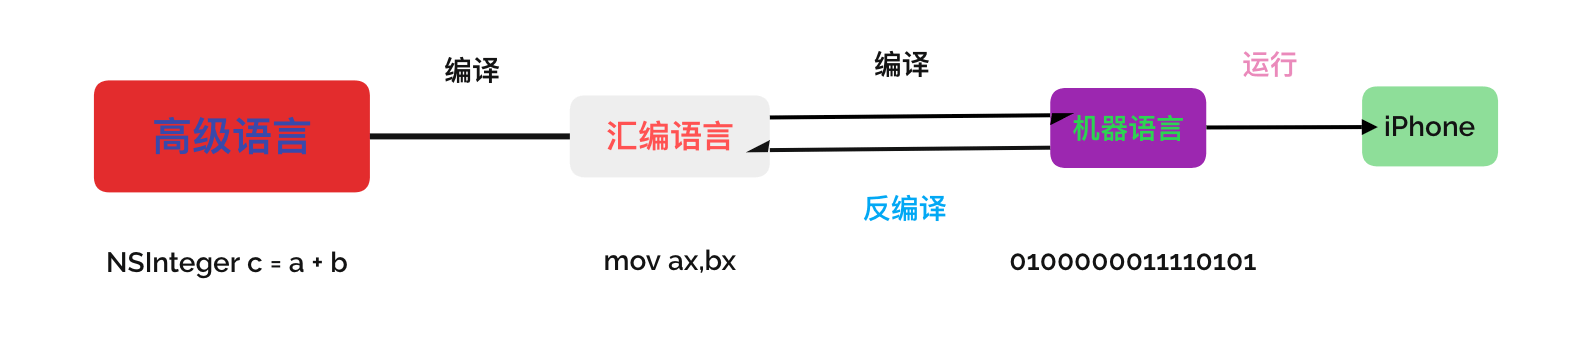 编译
编译
运行
高级语言
汇编语言
机器语言
iPhone
反编译
NSInteger c = a + b
mov ax,bx
0100000011110101